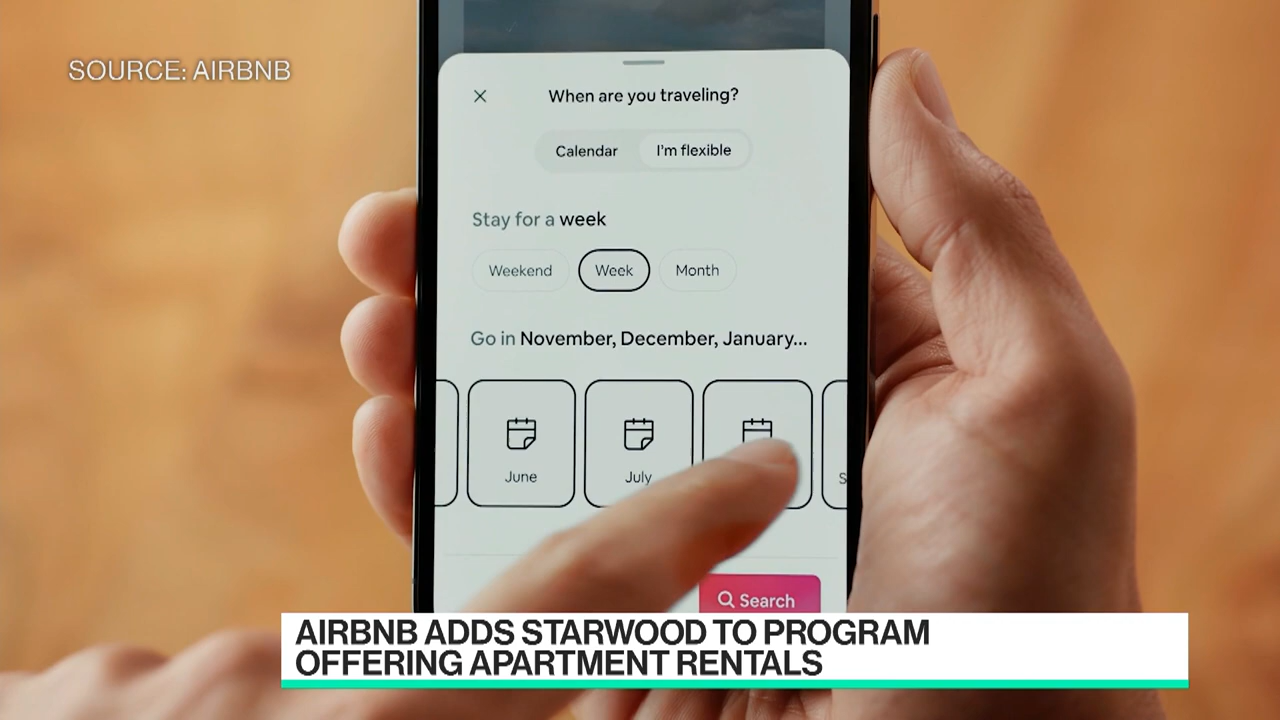 SOURCE: AIRBNB
When are you traveling?
Calendar I'm flexible
Stay for a week
Weekend Week Month
Go in November, December, January...
June July S
Search
AIRBNB ADDS STARWOOD TO PROGRAM
OFFERING APARTMENT RENTALS